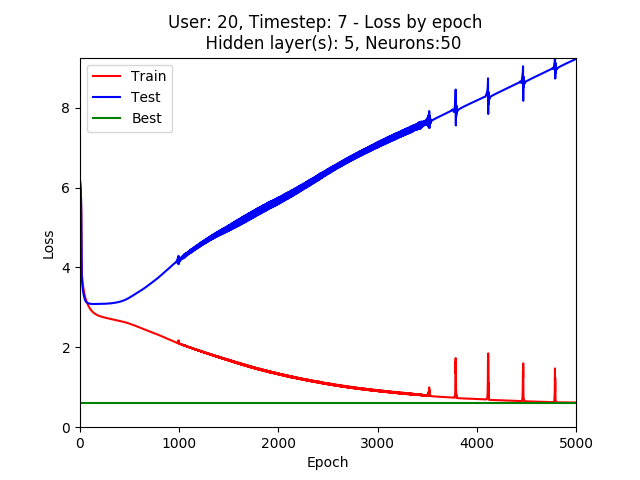 User: 20, Timestep: 7 - Loss by epoch
Hidden layer(s): 5, Neurons:50
Train
Test
Best
Loss
8
6
4
2
0
0 1000 2000 3000 4000 5000
Epoch